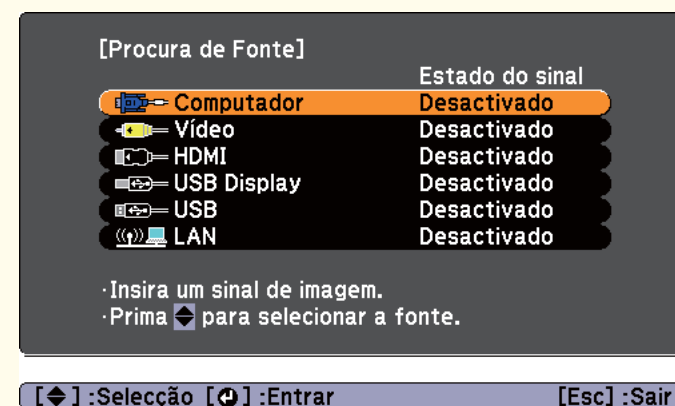 [Procura de Fonte]
Estado do sinal
Computador Desactivado
Vídeo Desactivado
HDMI Desactivado
USB Display Desactivado
USB Desactivado
LAN Desactivado
·Insira um sinal de imagem.
·Prima para selecionar a fonte.
[ ] :Selecção [ ] :Entrar [Esc] :Sair